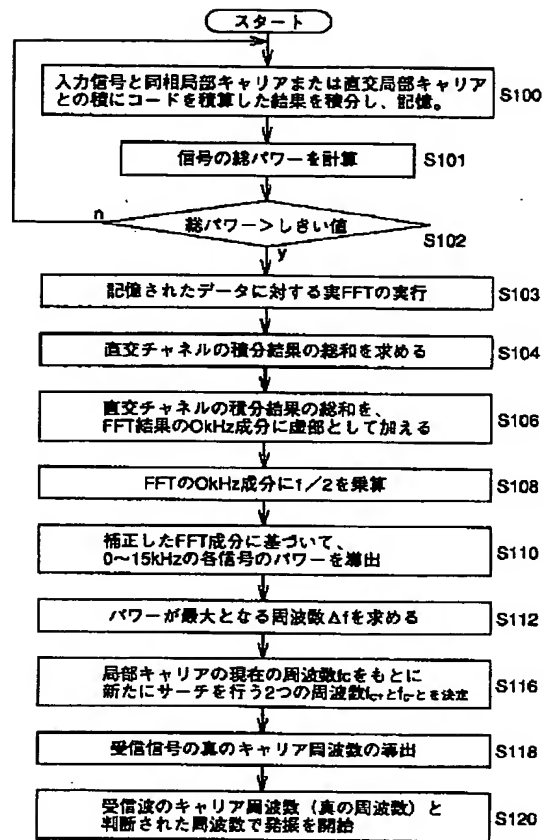 スタート
入力信号と同相局部キャリアまたは直交局部キャリア
との積にコードを積算した結果を積分し、記憶。
S100
信号の総パワーを計算
S101
n
総パワー＞しきい値
S102
y
記憶されたデータに対する実FFTの実行
S103
直交チャネルの積分結果の総和を求める
S104
直交チャネルの積分結果の総和を、
FFT結果の0kHz成分に虚部として加える
S106
FFTの0kHz成分に1／2を乗算
S108
補正したFFT成分に基づいて、
0〜15kHzの各信号のパワーを導出
S110
パワーが最大となる周波数Δfを求める
S112
局部キャリアの現在の周波数fcをもとに
新たにサーチを行う2つの周波数fc+とfc-とを決定
S116
受信信号の真のキャリア周波数の導出
S118
受信波のキャリア周波数（真の周波数）と
判断された周波数で発振を開始
S120